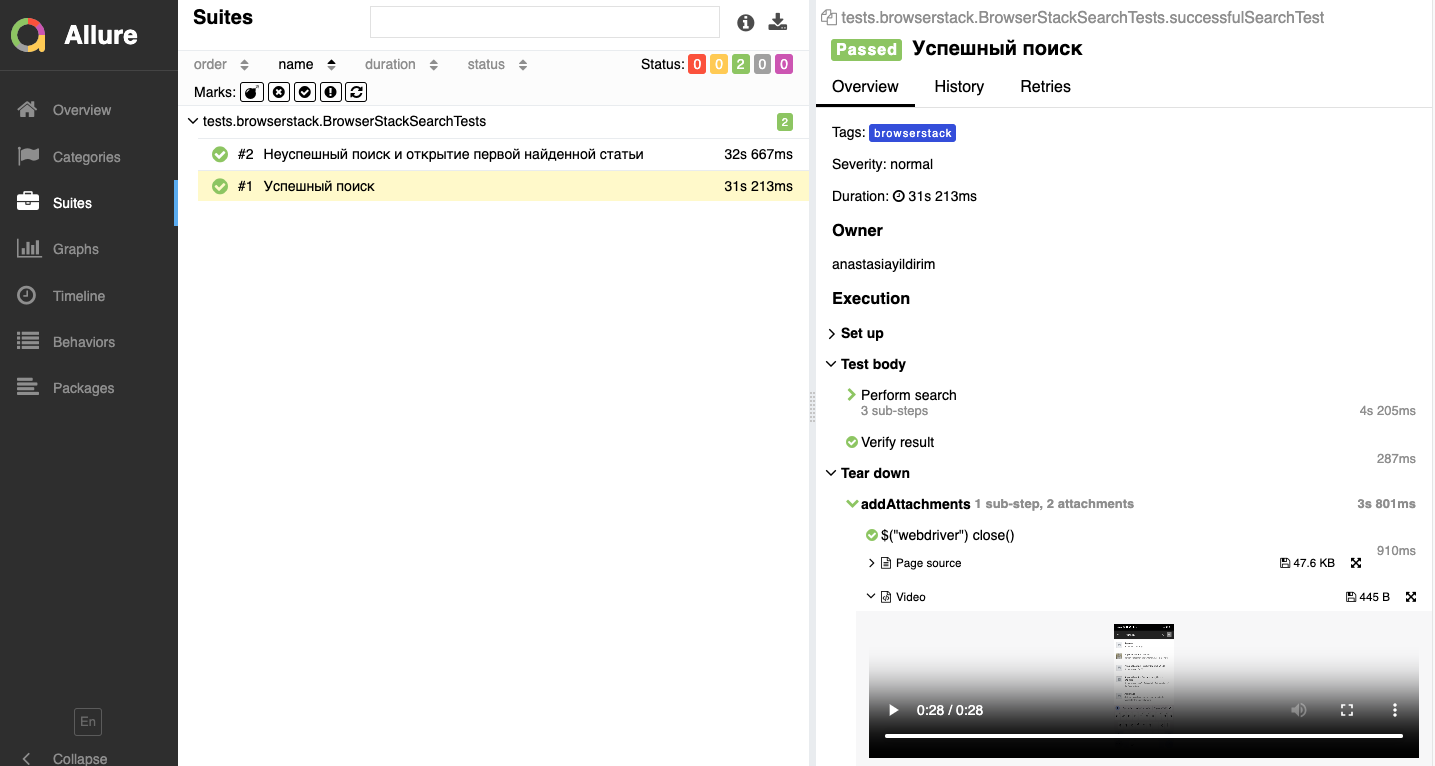 Allure
Overview
Categories
Suites
Graphs
Timeline
Behaviors
Packages
En
Collapse
Suites
order name duration status Status: 0 0 2 0 0
Marks:
tests.browserstack.BrowserStackSearchTests 2
#2 Неуспешный поиск и открытие первой найденной статьи 32s 667ms
#1 Успешный поиск 31s 213ms
tests.browserstack.BrowserStackSearchTests.successfulSearchTest
Passed Успешный поиск
Overview History Retries
Tags: browserstack
Severity: normal
Duration: 31s 213ms
Owner
anastasiayildirim
Execution
Set up
Test body
Perform search
3 sub-steps 4s 205ms
Verify result
287ms
Tear down
addAttachments 1 sub-step, 2 attachments 3s 801ms
$("webdriver") close()
910ms
Page source 47.6 KB
Video 445 B
0:28 / 0:28